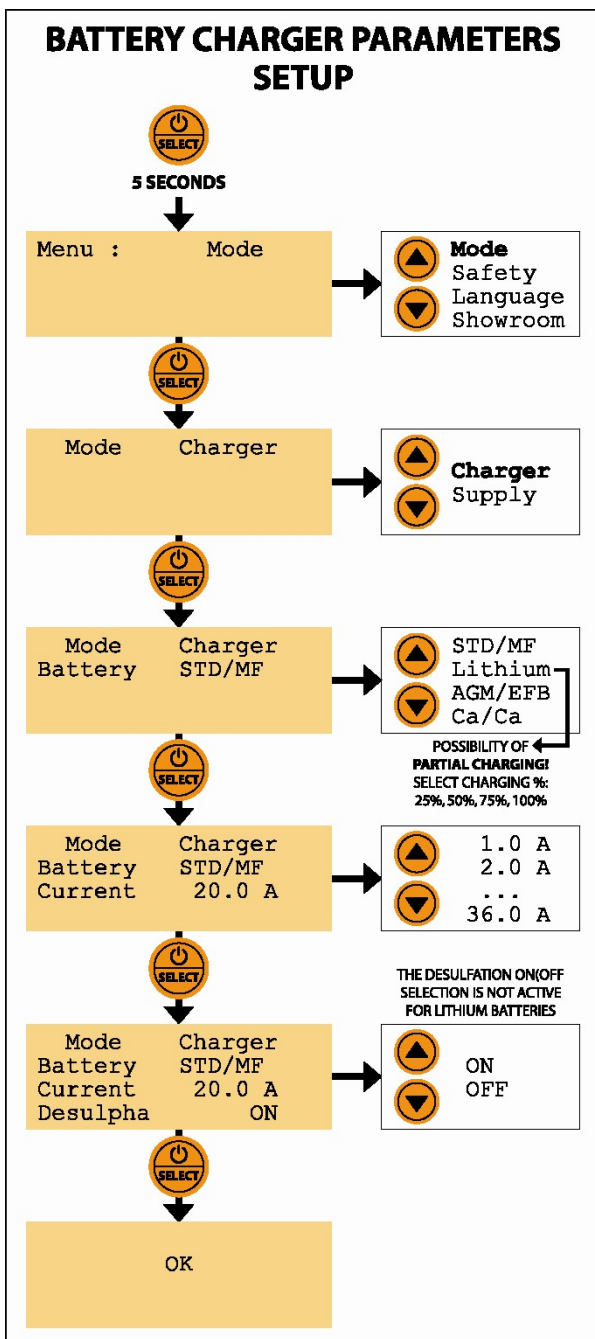 BATTERY CHARGER PARAMETERS
SETUP
SELECT
5 SECONDS
Menu : Mode
Mode
Safety
Language
Showroom
SELECT
Mode Charger
Charger
Supply
SELECT
Mode Charger
Battery STD/MF
STD/MF
Lithium
AGM/EFB
Ca/Ca
POSSIBILITY OF
PARTIAL CHARGING!
SELECT CHARGING %:
25%, 50%, 75%, 100%
SELECT
Mode Charger
Battery STD/MF
Current 20.0 A
1.0 A
2.0 A
...
36.0 A
SELECT
THE DESULFATION ON(OFF
SELECTION IS NOT ACTIVE
FOR LITHIUM BATTERIES
Mode Charger
Battery STD/MF
Current 20.0 A
Desulpha ON
ON
OFF
SELECT
OK